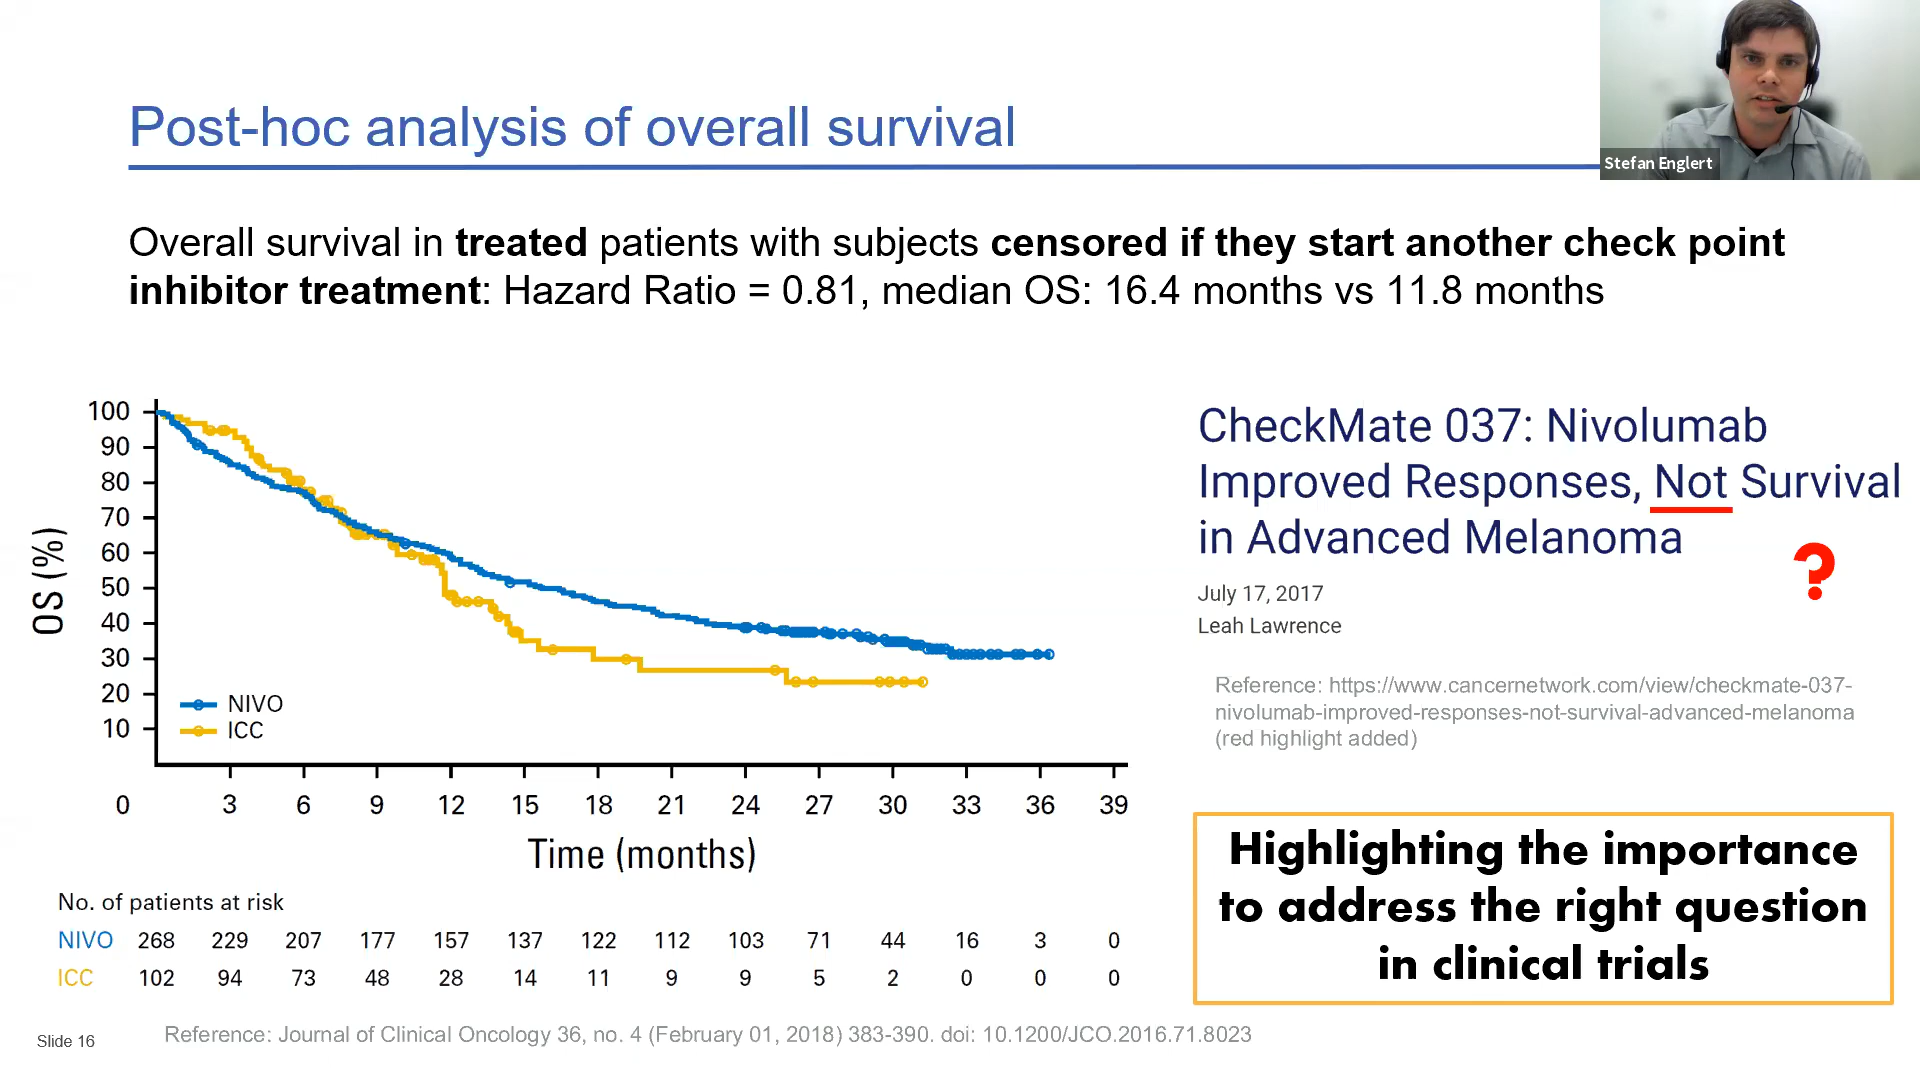 Stefan Englert
Post-hoc analysis of overall survival
Overall survival in treated patients with subjects censored if they start another check point
inhibitor treatment: Hazard Ratio = 0.81, median OS: 16.4 months vs 11.8 months
OS (%)
100
90
80
70
60
50
40
30
20
10
NIVO
ICC
0 3 6 9 12 15 18 21 24 27 30 33 36 39
Time (months)
No. of patients at risk
NIVO 268 229 207 177 157 137 122 112 103 71 44 16 3 0
ICC 102 94 73 48 28 14 11 9 9 5 2 0 0 0
CheckMate 037: Nivolumab
Improved Responses, Not Survival
in Advanced Melanoma
?
July 17, 2017
Leah Lawrence
Reference: https://www.cancernetwork.com/view/checkmate-037-
nivolumab-improved-responses-not-survival-advanced-melanoma
(red highlight added)
Highlighting the importance
to address the right question
in clinical trials
Slide 16
Reference: Journal of Clinical Oncology 36, no. 4 (February 01, 2018) 383-390. doi: 10.1200/JCO.2016.71.8023